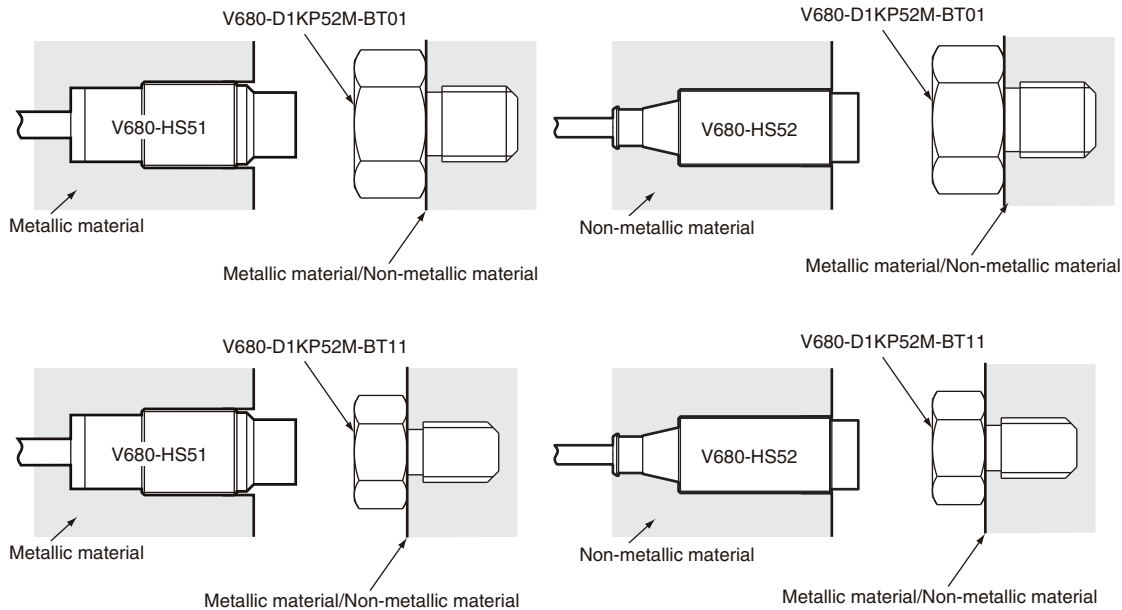 V680-D1KP52M-BT01
V680-HS51
Metallic material
Metallic material/Non-metallic material
V680-D1KP52M-BT01
V680-HS52
Non-metallic material
Metallic material/Non-metallic material
V680-D1KP52M-BT11
V680-HS51
Metallic material
Metallic material/Non-metallic material
V680-D1KP52M-BT11
V680-HS52
Non-metallic material
Metallic material/Non-metallic material